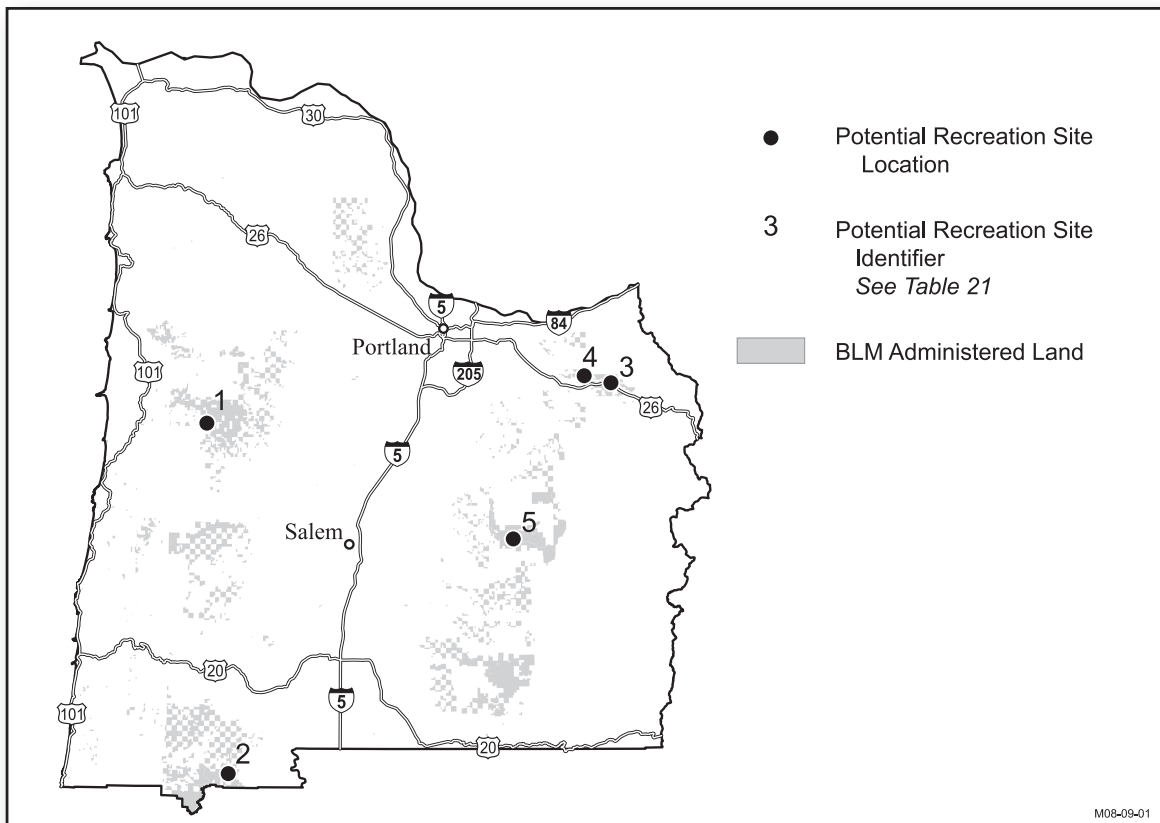 101
30
26
5
84
Portland
205
4
3
101
26
1
5
5
Salem
20
5
101
20
2
Potential Recreation Site
Location
3
Potential Recreation Site
Identifier
See Table 21
BLM Administered Land
M08-09-01